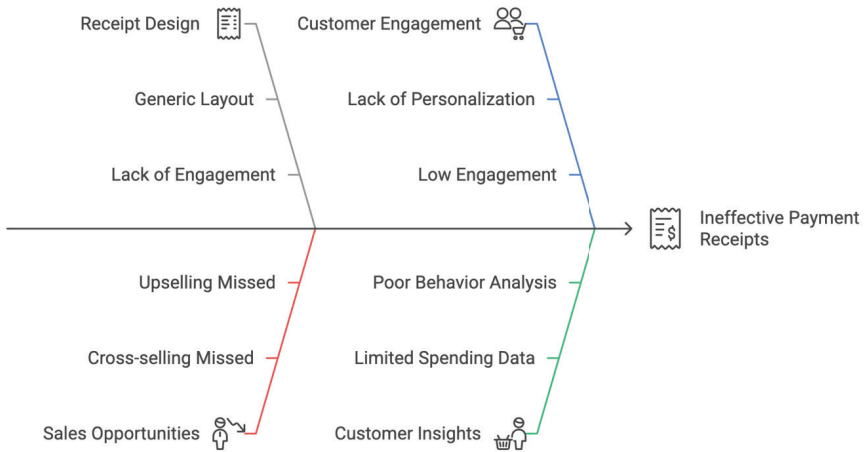 Receipt Design
Customer Engagement
Generic Layout
Lack of Personalization
Lack of Engagement
Low Engagement
Ineffective Payment
Receipts
Upselling Missed
Poor Behavior Analysis
Cross-selling Missed
Limited Spending Data
Sales Opportunities
Customer Insights